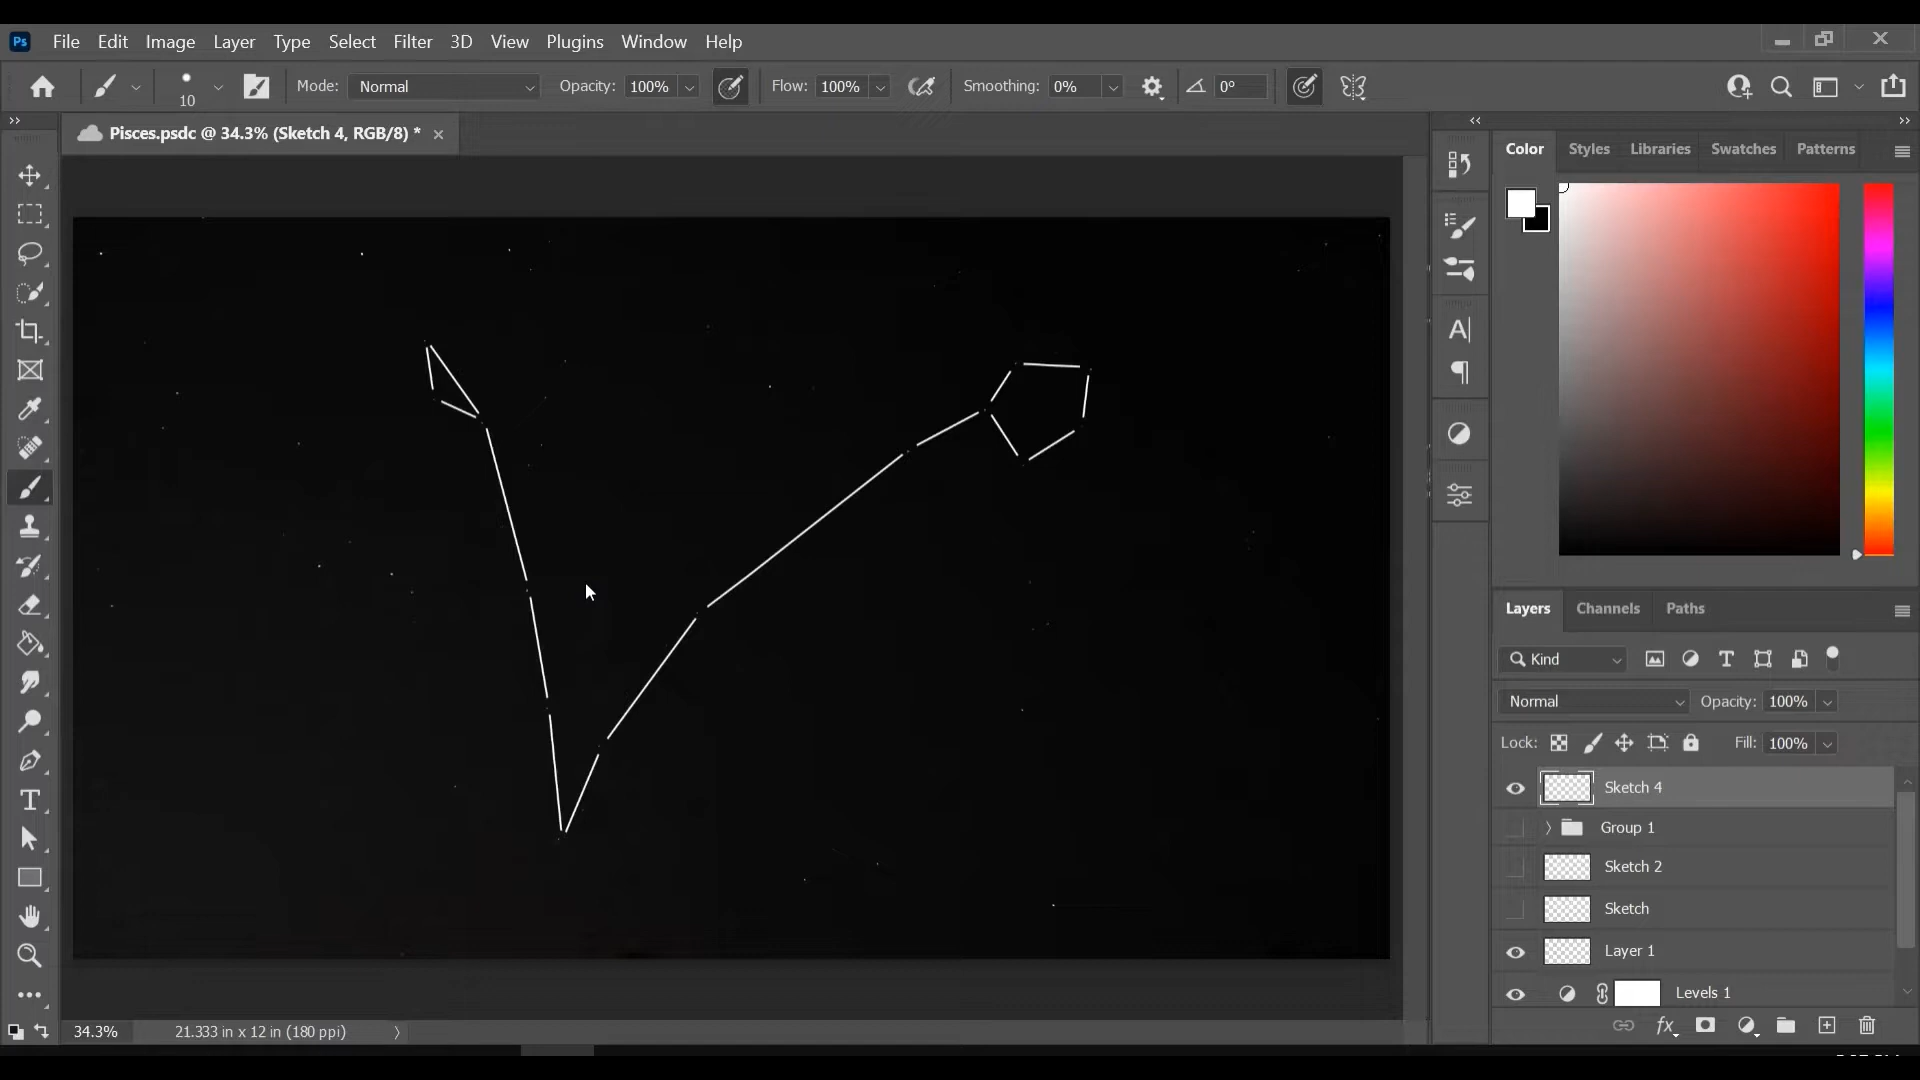 Ps File Edit Image Layer Type Select Filter 3D View Plugins Window Help
10 Mode: Normal Opacity: 100% Flow: 100% Smoothing: 0% 0°
Pisces.psdc @ 34.3% (Sketch 4, RGB/8) *
Color Styles Libraries Swatches Patterns
Layers Channels Paths
Kind
Normal Opacity: 100%
Lock: Fill: 100%
Sketch 4
Group 1
Sketch 2
Sketch
Layer 1
Levels 1
34.3% 21.333 in x 12 in (180 ppi)